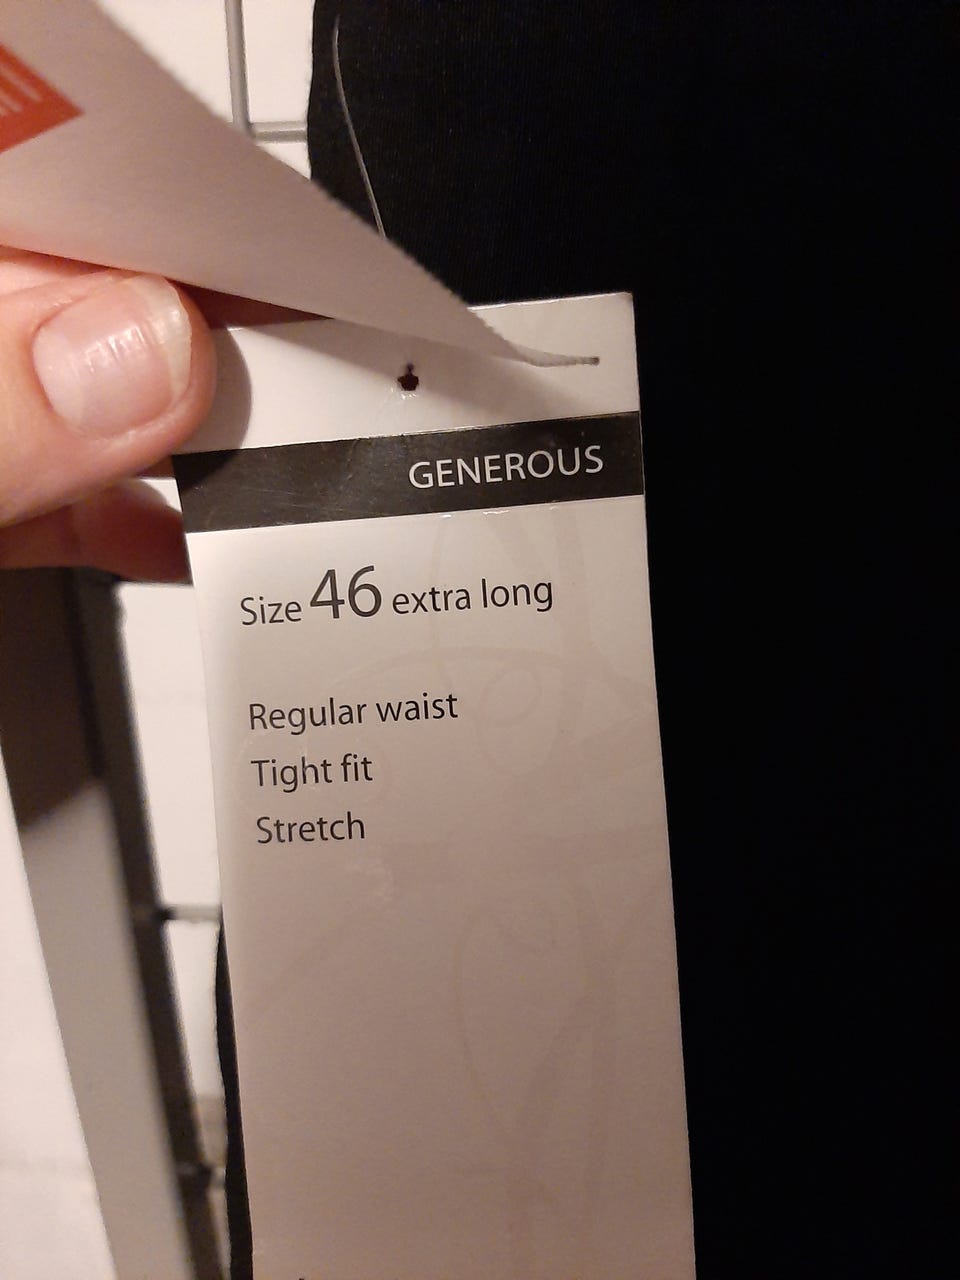 GENEROUS
Size 46 extra long
Regular waist
Tight fit
Stretch